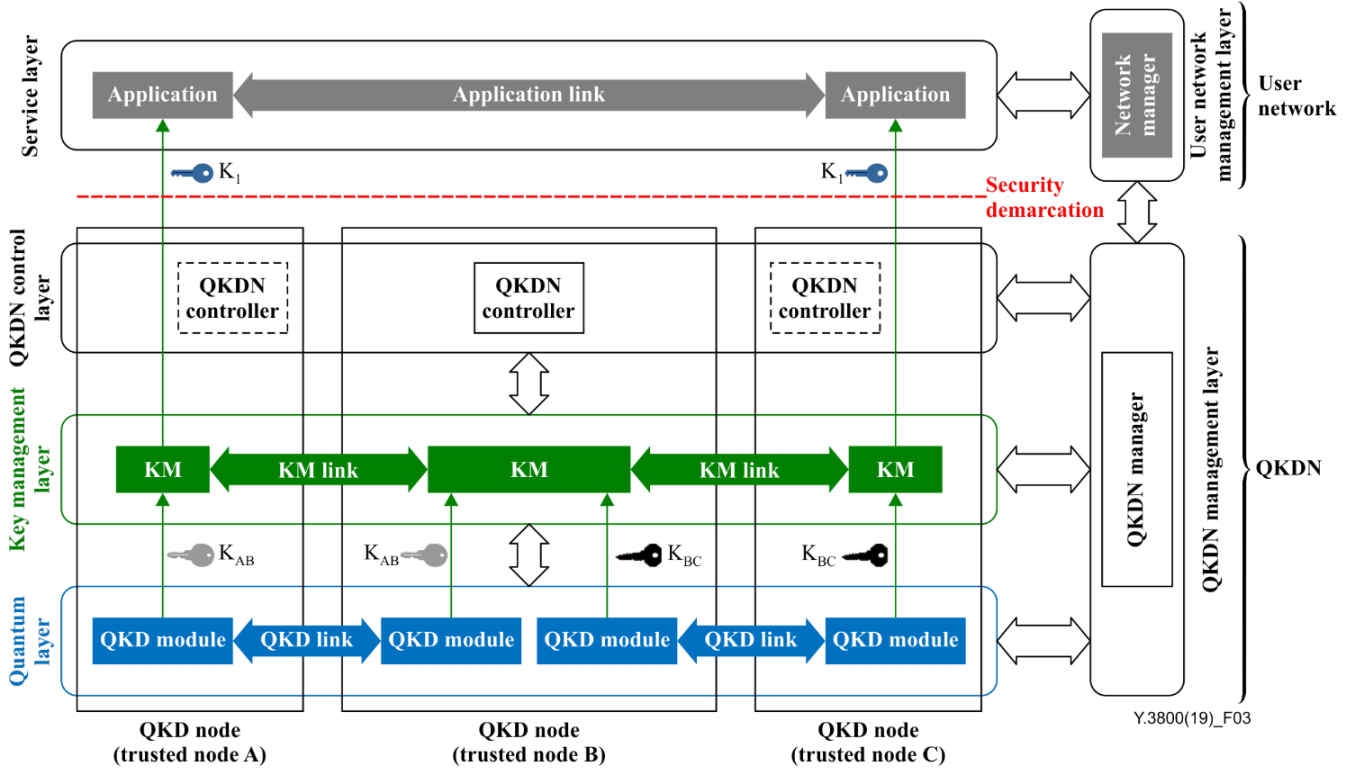 Service layer
Application
Application link
Application
Network
manager
User network
management layer
User
network
K1
K1
Security
demarcation
QKDN control
layer
QKDN
controller
QKDN
controller
QKDN
controller
Key management
layer
KM
KM link
KM
KM link
KM
QKDN manager
QKDN management layer
QKDN
KAB
KAB
KBC
KBC
Quantum
layer
QKD module
QKD link
QKD module
QKD module
QKD link
QKD module
QKD node
(trusted node A)
QKD node
(trusted node B)
QKD node
(trusted node C)
Y.3800(19)_F03